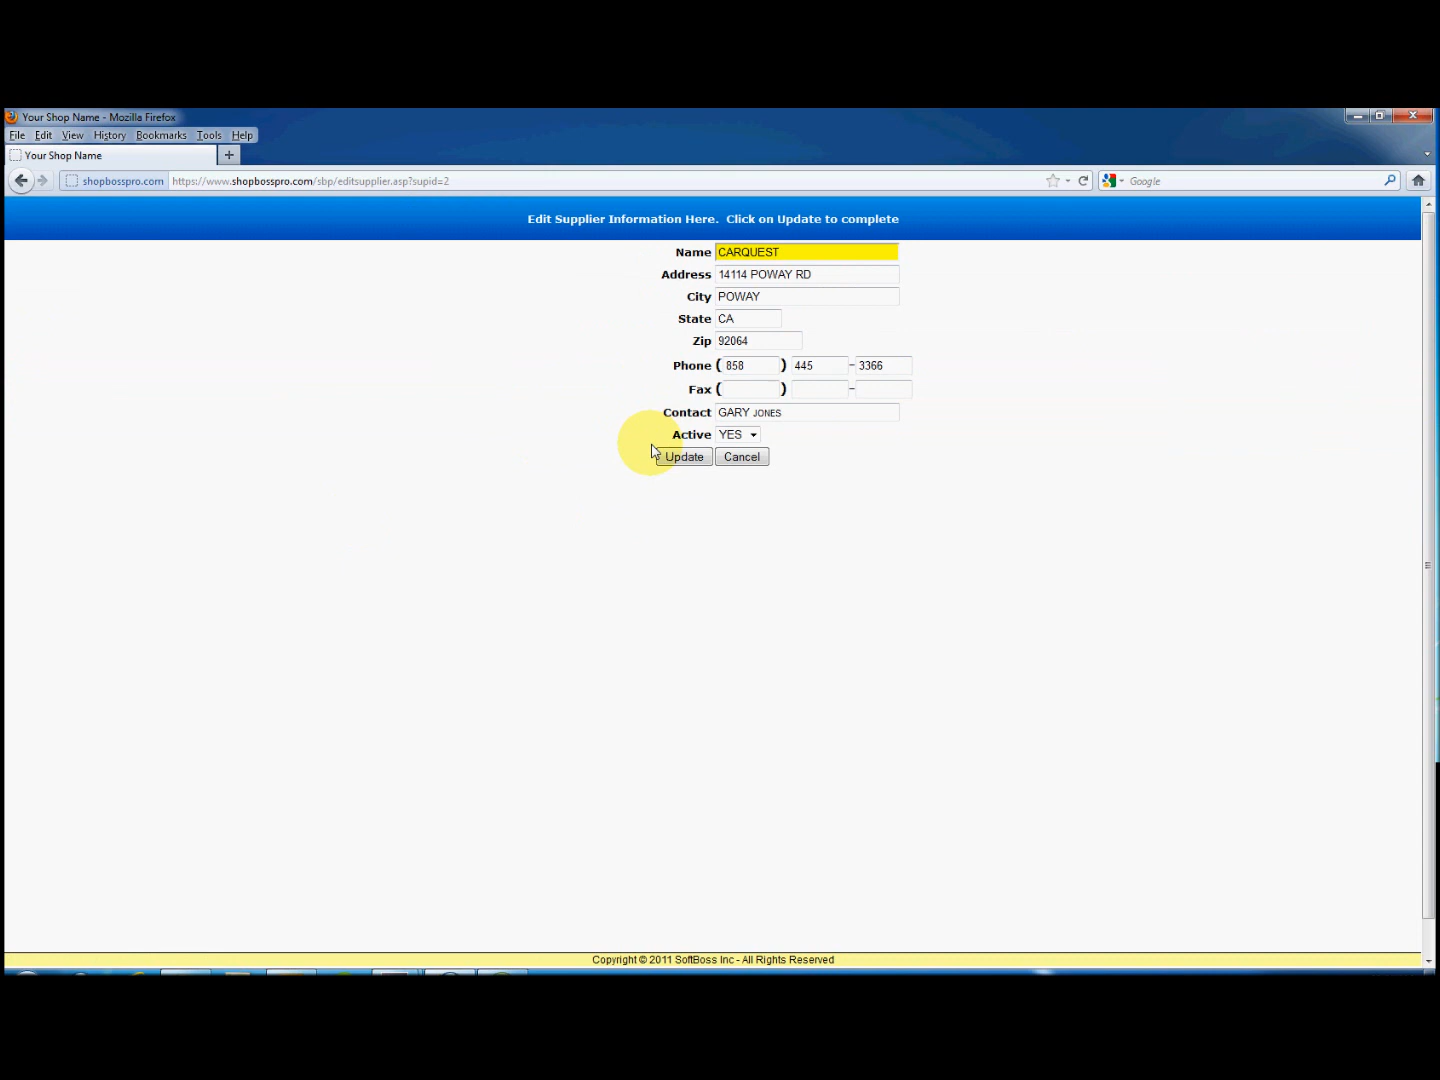 Your Shop Name - Mozilla Firefox
File Edit View History Bookmarks Tools Help
Your Shop Name +
shopbosspro.com https://www.shopbosspro.com/sbp/editsupplier.asp?supid=2 Google
Edit Supplier Information Here. Click on Update to complete
Name CARQUEST
Address 14114 POWAY RD
City POWAY
State CA
Zip 92064
Phone (858) 445-3366
Fax ( ) -
Contact GARY JONES
Active YES
Update Cancel
Copyright © 2011 SoftBoss Inc - All Rights Reserved